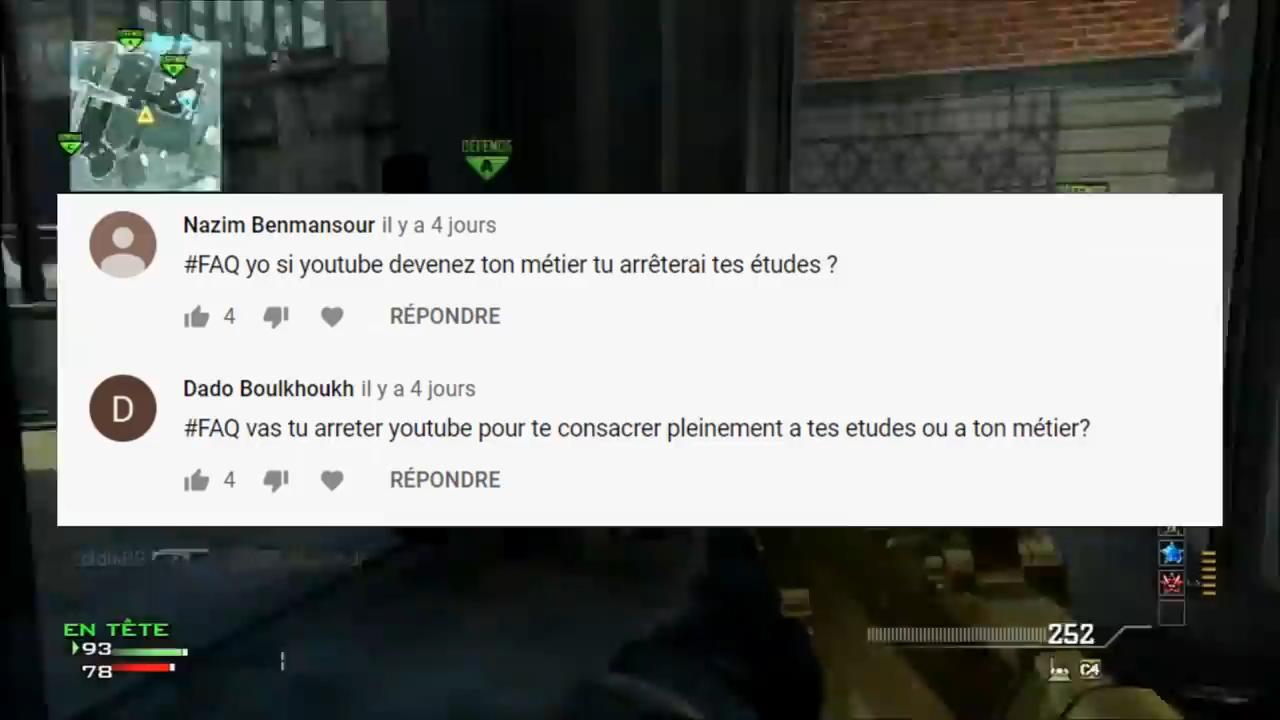 A
B
C
DÉFENDS
A
Nazim Benmansour il y a 4 jours
#FAQ yo si youtube devenez ton métier tu arrêterai tes études ?
4 RÉPONDRE
D
Dado Boulkhoukh il y a 4 jours
#FAQ vas tu arreter youtube pour te consacrer pleinement a tes etudes ou a ton métier?
4 RÉPONDRE
EN TÊTE
93
78
252
C4